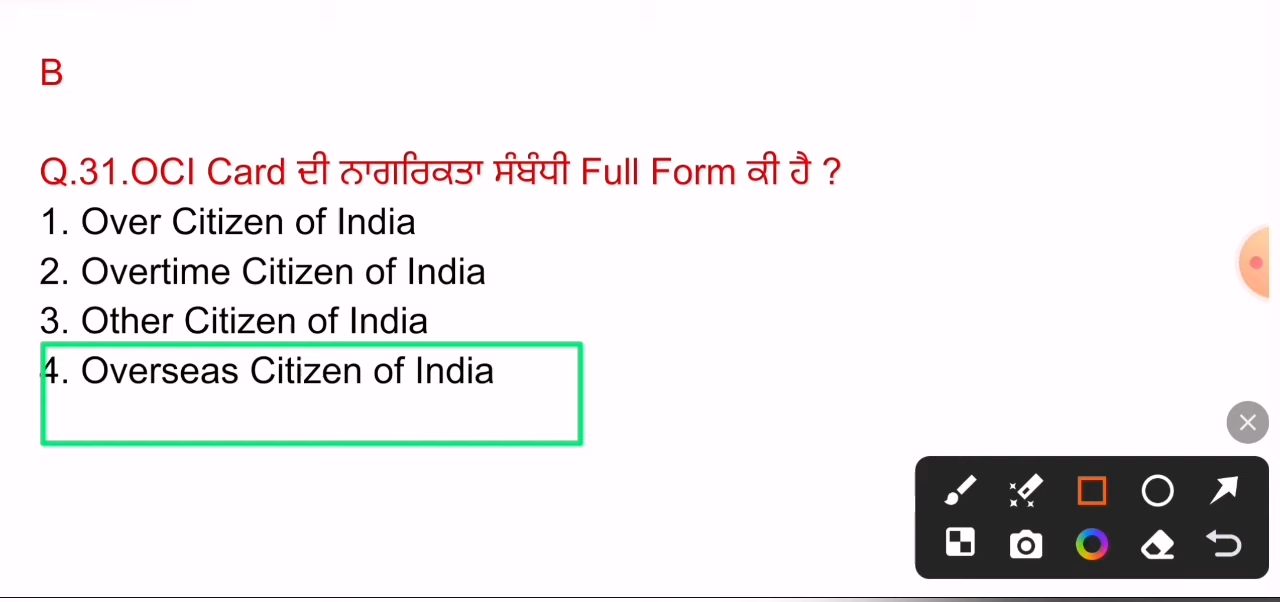 B
Q.31.OCI Card ਦੀ ਨਾਗਰਿਕਤਾ ਸੰਬੰਧੀ Full Form ਕੀ ਹੈ ?
1. Over Citizen of India
2. Overtime Citizen of India
3. Other Citizen of India
4. Overseas Citizen of India